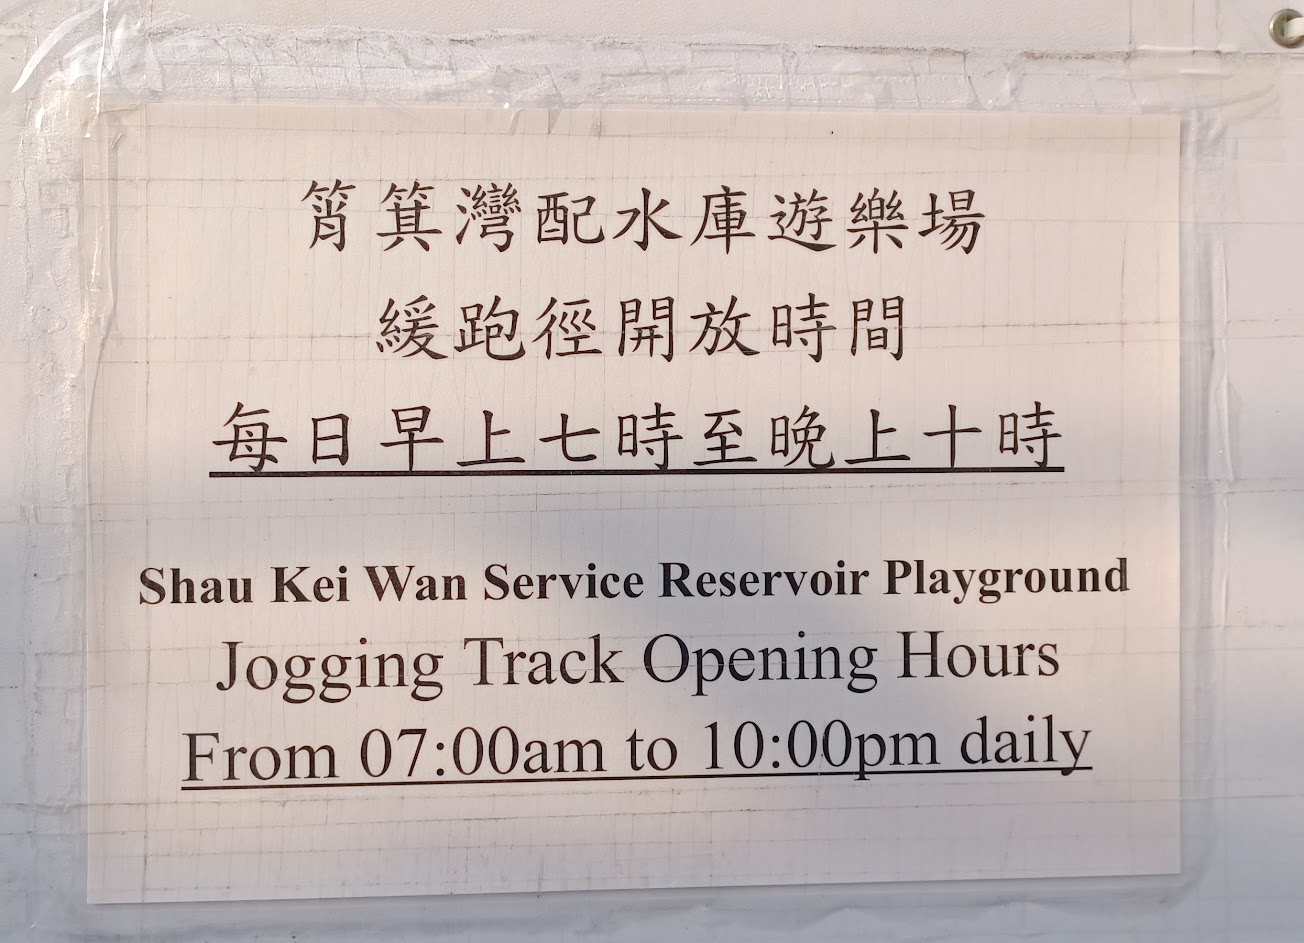 筲箕灣配水庫遊樂場
緩跑徑開放時間
每日早上七時至晚上十時
Shau Kei Wan Service Reservoir Playground
Jogging Track Opening Hours
From 07:00am to 10:00pm daily